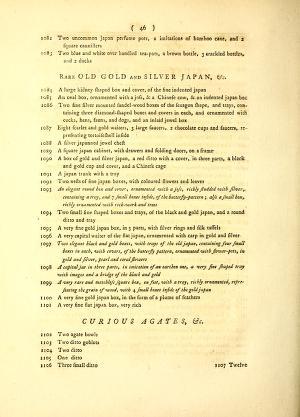 ( 46 )
1082 Two uncommon japan perfume pots, 2 imitations of bamboo cane, and 2
square cannisters
1083 Two blue and white over handled tea-pots, a brown bottle, 3 crackled bottles,
and 2 ducks
RARE OLD GOLD AND SILVER JAPAN, &c.
1084 A large kidney shaped box and cover, of the fine indented japan
1085 An oval box, ornamented with a joss, &c. a Chinese cow, & an indented japan box
1086 Two fine silver mounted sandel-wood boxes of the hexagon shape, and trays, con-
taining three diamond-shaped boxes and covers in each, and ornamented with
cocks, hens, fauns, and dogs, and an inlaid jewel box
1087 Eight scarlet and gold waiters, 3 large saucers, 2 chocolate cups and saucers, re-
presenting tortoiseshell inside
1088 A silver japanned jewel chest
1089 A square japan cabinet, with drawers and folding doors, on a frame
1090 A box of gold and silver japan, a red ditto with a cover, in three parts, a black
and gold cup and cover, and a Chinese cage
1091 A japan trunk with a tray
1092 Two nests of fine japan boxes, with coloured flowers and leaves
1093 An elegant round box and cover, ornamented with a joss, richly studded with silver,
containing a tray, and 7 small boxes inside, of the butterfly-pattern; also a small box,
richly ornamented with rock-work and trees
1094 Two small fine shaped boxes and trays, of the black and gold japan, and a round
ditto and tray
1095 A very fine gold japan box, in 3 parts, with silver rings and silk tassels
1096 A very capital waiter of the fine japan, ornamented with carp in gold and silver
1097 Two elegant black and gold boxes, with trays of the old japan, containing four small
boxes in each, with covers, of the butterfly pattern, ornamented with flower-pots, in
gold and silver, pearl and coral flowers
1098 A capital jar in three parts, in imitation of an earthen one, a very fine shaped tray
with images and a bridge of the black and gold
1099 A very rare and matchless square box, on feet, with a tray, richly ornamented, repre-
senting the grain of wood, with 4 small boxes inside of the gold japan
1100 A very fine gold japan box, in the form of a plume of feathers
1101 A very fine flat japan box, very rich
CURIOUS AGATES, &c.
1102 Two agate bowls
1103 Two ditto goblets
1104 Two ditto
1105 One ditto
1106 Three small ditto
1107 Twelve